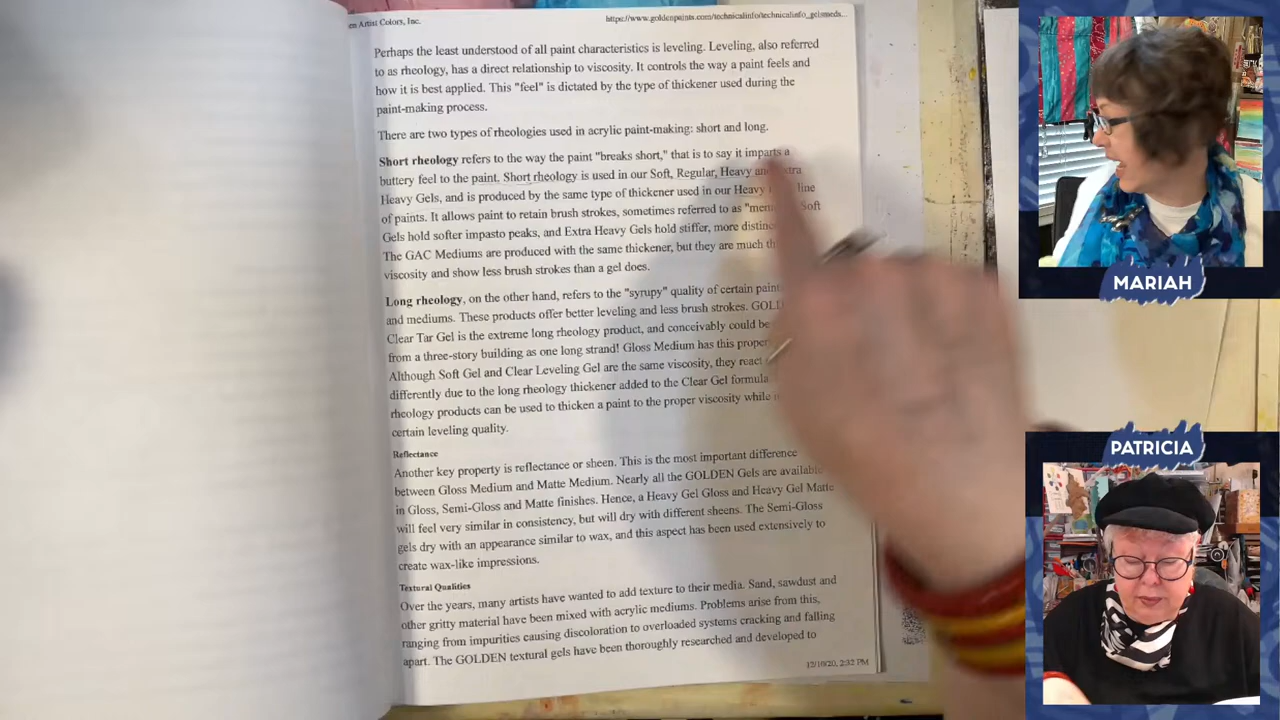 en Artist Colors, Inc.
https://www.goldenpaints.com/technicalinfo/technicalinfo_gelsmeds...
Perhaps the least understood of all paint characteristics is leveling. Leveling, also referred
to as rheology, has a direct relationship to viscosity. It controls the way a paint feels and
how it is best applied. This "feel" is dictated by the type of thickener used during the
paint-making process.
There are two types of rheologies used in acrylic paint-making: short and long.
Short rheology refers to the way the paint "breaks short," that is to say it imparts a
buttery feel to the paint. Short rheology is used in our Soft, Regular, Heavy and Extra
Heavy Gels, and is produced by the same type of thickener used in our Heavy line
of paints. It allows paint to retain brush strokes, sometimes referred to as Soft
Gels hold softer impasto peaks, and Extra Heavy Gels hold stiffer, more
The GAC Mediums are produced with the same thickener, but they are much
viscosity and show less brush strokes than a gel does.
Long rheology, on the other hand, refers to the "syrupy" quality of certain
and mediums. These products offer better leveling and less brush strokes.
Clear Tar Gel is the extreme long rheology product, and conceivably could be
from a three-story building as one long strand! Gloss Medium has this
Although Soft Gel and Clear Leveling Gel are the same viscosity, they react
differently due to the long rheology thickener added to the Clear Gel
rheology products can be used to thicken a paint to the proper viscosity while
certain leveling quality.
Reflectance
Another key property is reflectance or sheen. This is the most important difference
between Gloss Medium and Matte Medium. Nearly all the GOLDEN Gels are available
in Gloss, Semi-Gloss and Matte finishes. Hence, a Heavy Gel Gloss and Heavy Gel Matte
will feel very similar in consistency, but will dry with different sheens. The Semi-Gloss
gels dry with an appearance similar to wax, and this aspect has been used extensively to
create wax-like impressions.
Textural Qualities
Over the years, many artists have wanted to add texture to their media. Sand, sawdust and
other gritty material have been mixed with acrylic mediums. Problems arise from this,
ranging from impurities causing discoloration to overloaded systems cracking and falling
apart. The GOLDEN textural gels have been thoroughly researched and developed to
12/10/20, 2:32 PM
MARIAH
PATRICIA